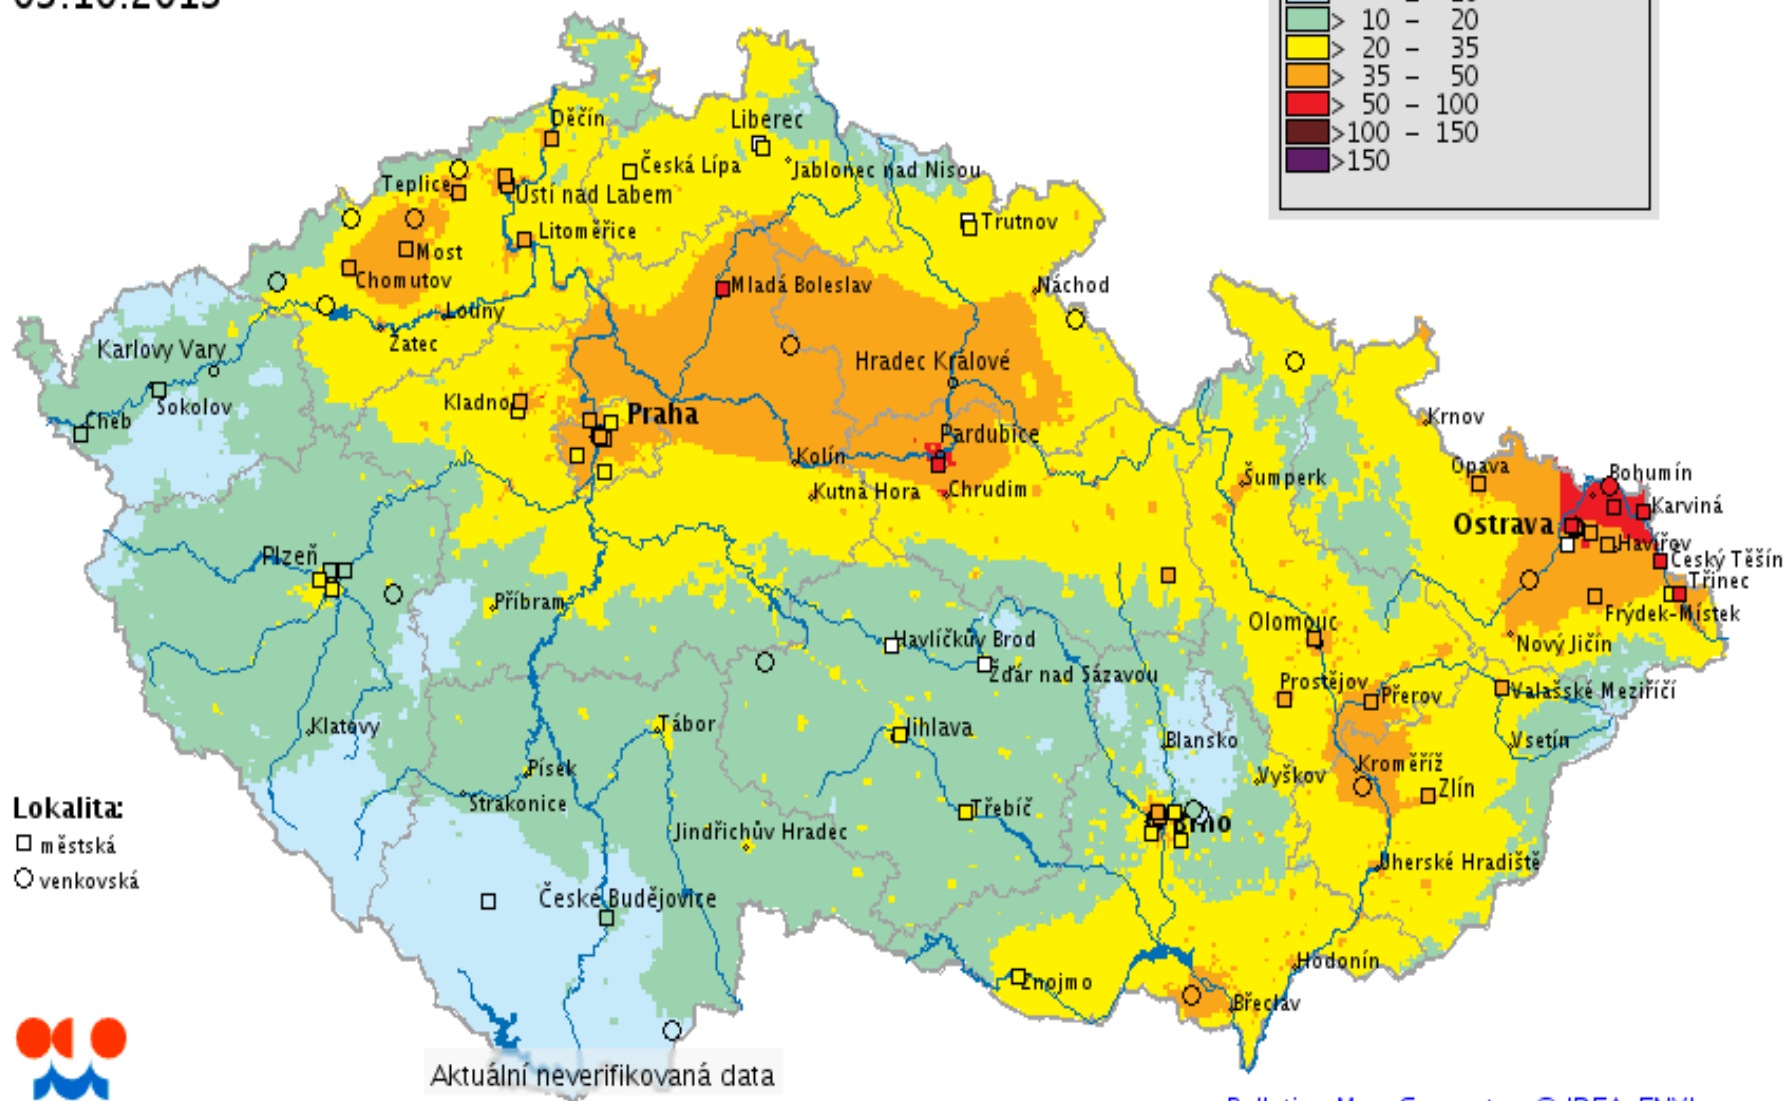 > 10 - 20
> 20 - 35
> 35 - 50
> 50 - 100
>100 - 150
>150
Děčín
Liberec
Česká Lípa
Jablonec nad Nisou
Teplice
Ústí nad Labem
Trutnov
Litoměřice
Most
Chomutov
Mladá Boleslav
Náchod
Louny
Žatec
Karlovy Vary
Hradec Králové
Sokolov
Kladno
Praha
Cheb
Krnov
Pardubice
Kolín
Opava
Bohumín
Šumperk
Kutná Hora
Chrudim
Karviná
Ostrava
Havířov
Plzeň
Český Těšín
Třinec
Příbram
Frýdek-Místek
Olomouc
Havlíčkův Brod
Nový Jičín
Žďár nad Sázavou
Prostějov
Přerov
Valašské Meziříčí
Klatovy
Tábor
Jihlava
Blansko
Vsetín
Písek
Kroměříž
Vyškov
Zlín
Strakonice
Třebíč
Lokalita:
městská
venkovská
Jindřichův Hradec
Brno
Uherské Hradiště
České Budějovice
Hodonín
Znojmo
Břeclav
Aktuální neverifikovaná data